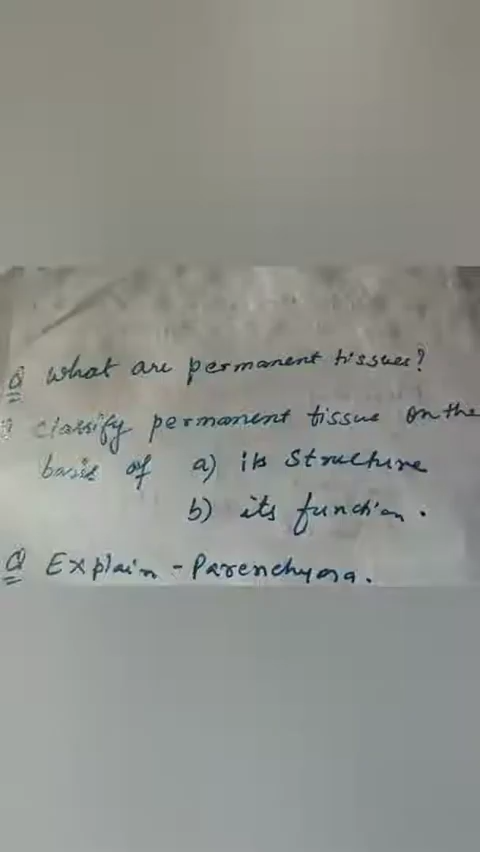 Q What are permanent tissues?
Q classify permanent tissue on the
basis of a) its Structure
b) its function.
Q Explain - Parenchyma.